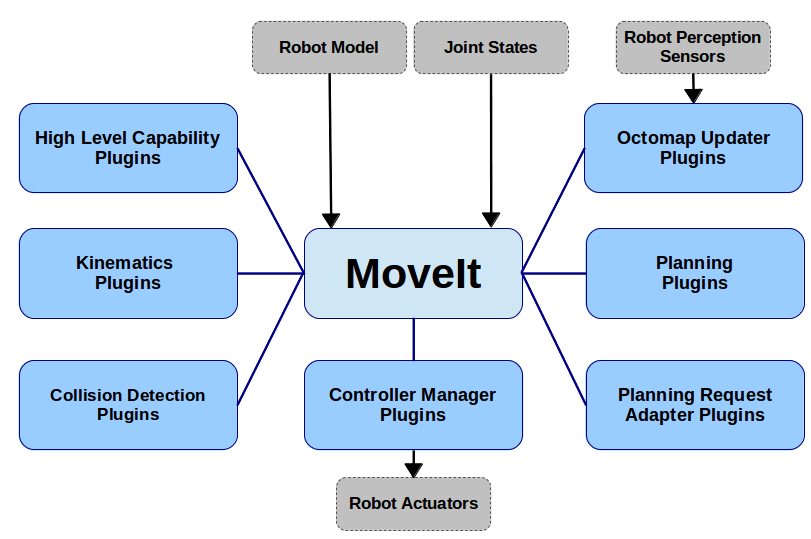 Robot Model
Joint States
Robot Perception
Sensors
High Level Capability
Plugins
Octomap Updater
Plugins
Kinematics
Plugins
MoveIt
Planning
Plugins
Collision Detection
Plugins
Controller Manager
Plugins
Planning Request
Adapter Plugins
Robot Actuators